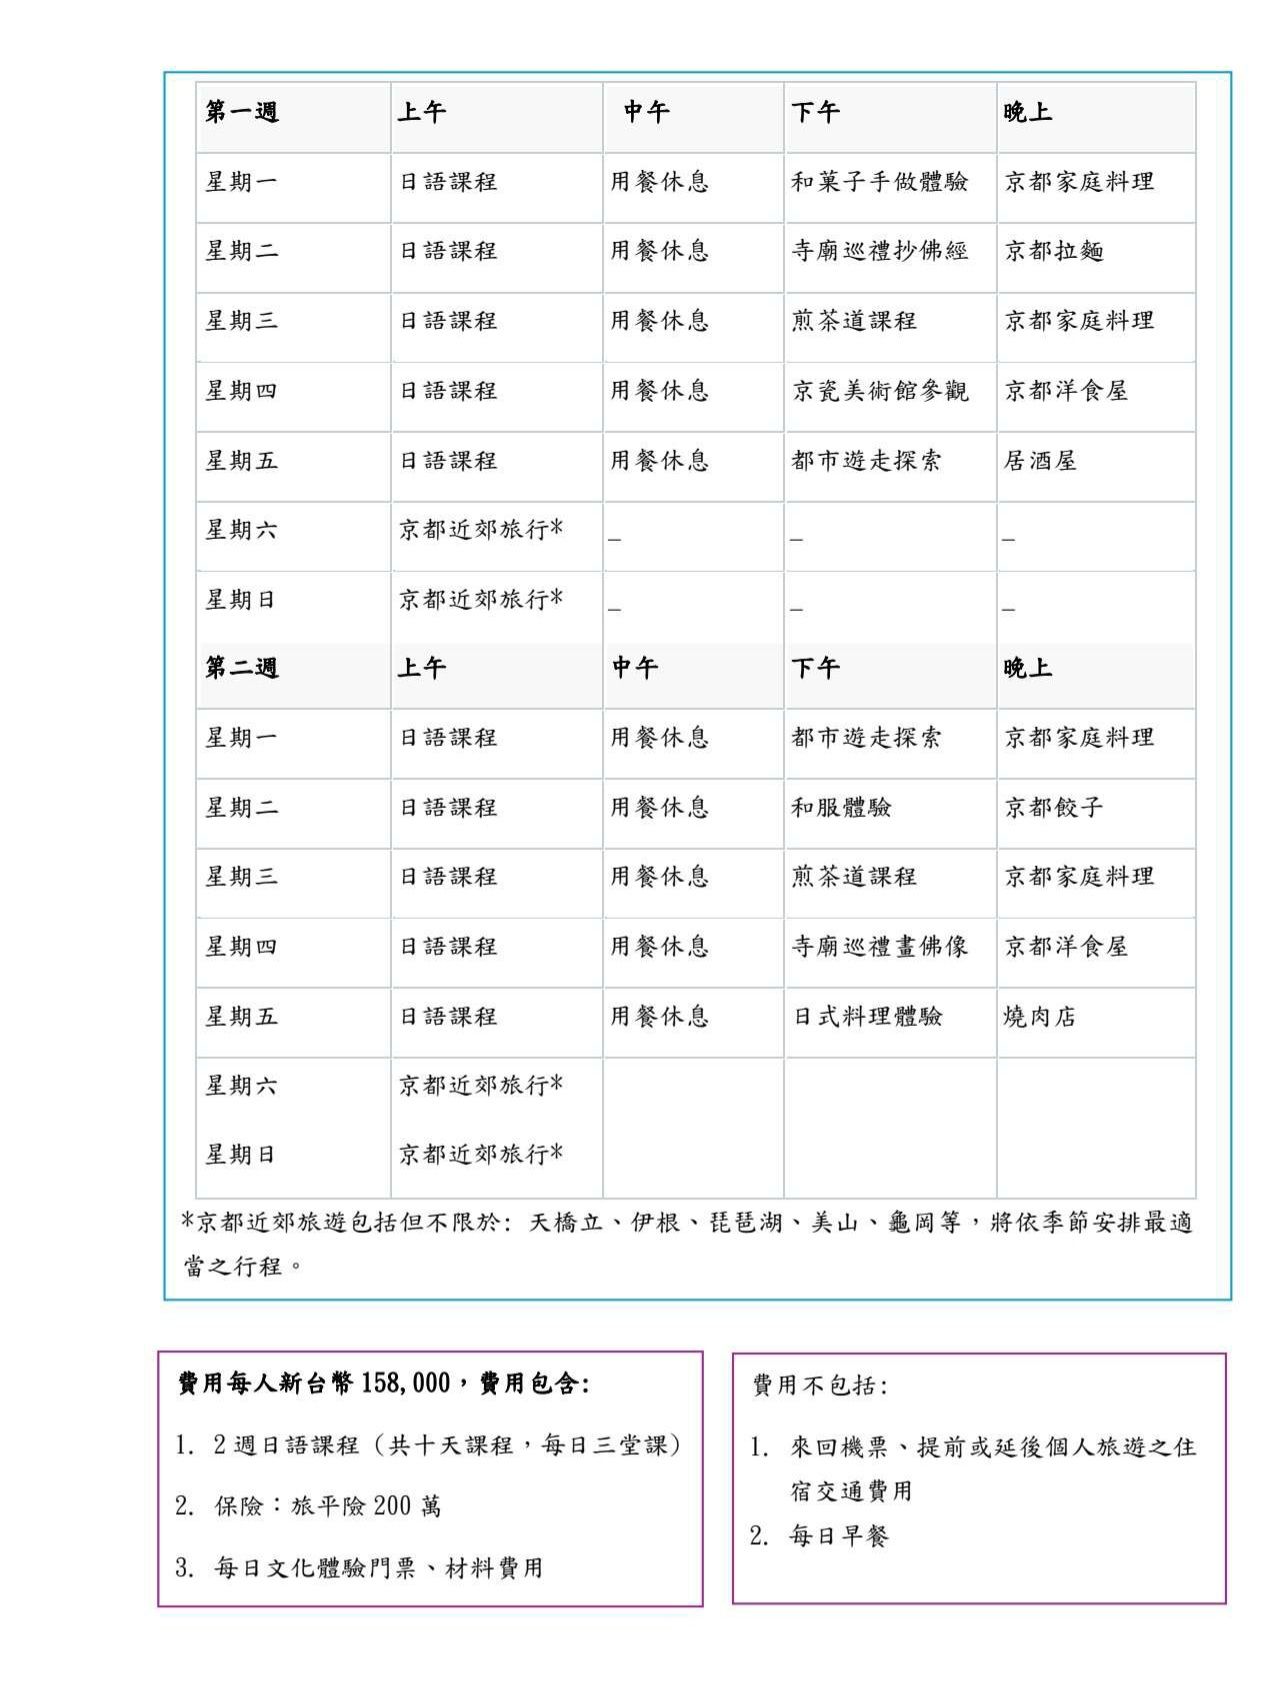 第一週 上午 中午 下午 晚上
星期一 日語課程 用餐休息 和菓子手做體驗 京都家庭料理
星期二 日語課程 用餐休息 寺廟巡禮抄佛經 京都拉麵
星期三 日語課程 用餐休息 煎茶道課程 京都家庭料理
星期四 日語課程 用餐休息 京瓷美術館參觀 京都洋食屋
星期五 日語課程 用餐休息 都市遊走探索 居酒屋
星期六 京都近郊旅行* _ _ _
星期日 京都近郊旅行* _ _ _
第二週 上午 中午 下午 晚上
星期一 日語課程 用餐休息 都市遊走探索 京都家庭料理
星期二 日語課程 用餐休息 和服體驗 京都餃子
星期三 日語課程 用餐休息 煎茶道課程 京都家庭料理
星期四 日語課程 用餐休息 寺廟巡禮畫佛像 京都洋食屋
星期五 日語課程 用餐休息 日式料理體驗 燒肉店
星期六 京都近郊旅行*
星期日 京都近郊旅行*
*京都近郊旅遊包括但不限於: 天橋立、伊根、琵琶湖、美山、龜岡等，將依季節安排最適
當之行程。
費用每人新台幣 158,000，費用包含:
1. 2 週日語課程（共十天課程，每日三堂課）
2. 保險：旅平險 200 萬
3. 每日文化體驗門票、材料費用
費用不包括:
1. 來回機票、提前或延後個人旅遊之住
宿交通費用
2. 每日早餐